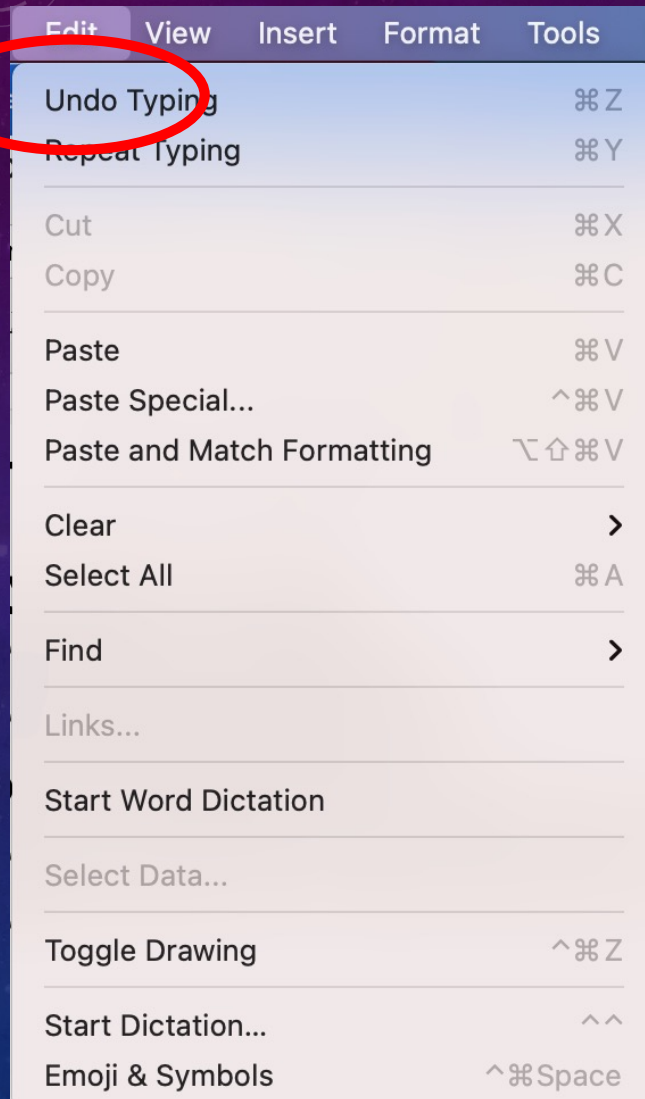 Edit View Insert Format Tools
Undo Typing ⌘Z
Repeat Typing ⌘Y
Cut ⌘X
Copy ⌘C
Paste ⌘V
Paste Special... ^⌘V
Paste and Match Formatting ⌥⇧⌘V
Clear >
Select All ⌘A
Find >
Links...
Start Word Dictation
Select Data...
Toggle Drawing ^⌘Z
Start Dictation... ^^
Emoji & Symbols ^⌘Space